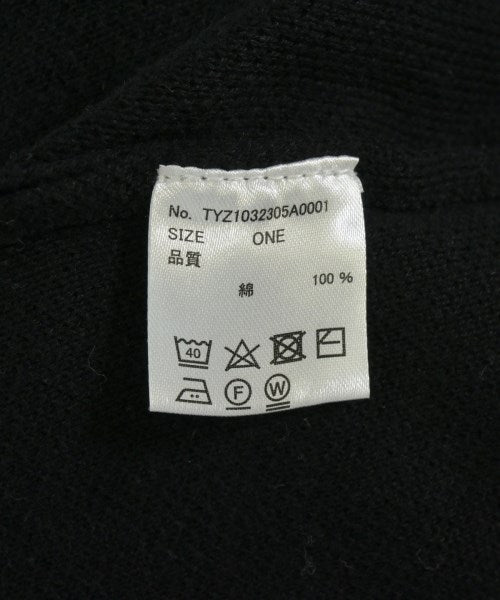 No. TYZ1032305A0001
SIZE ONE
品質
綿 100 %
40
F W